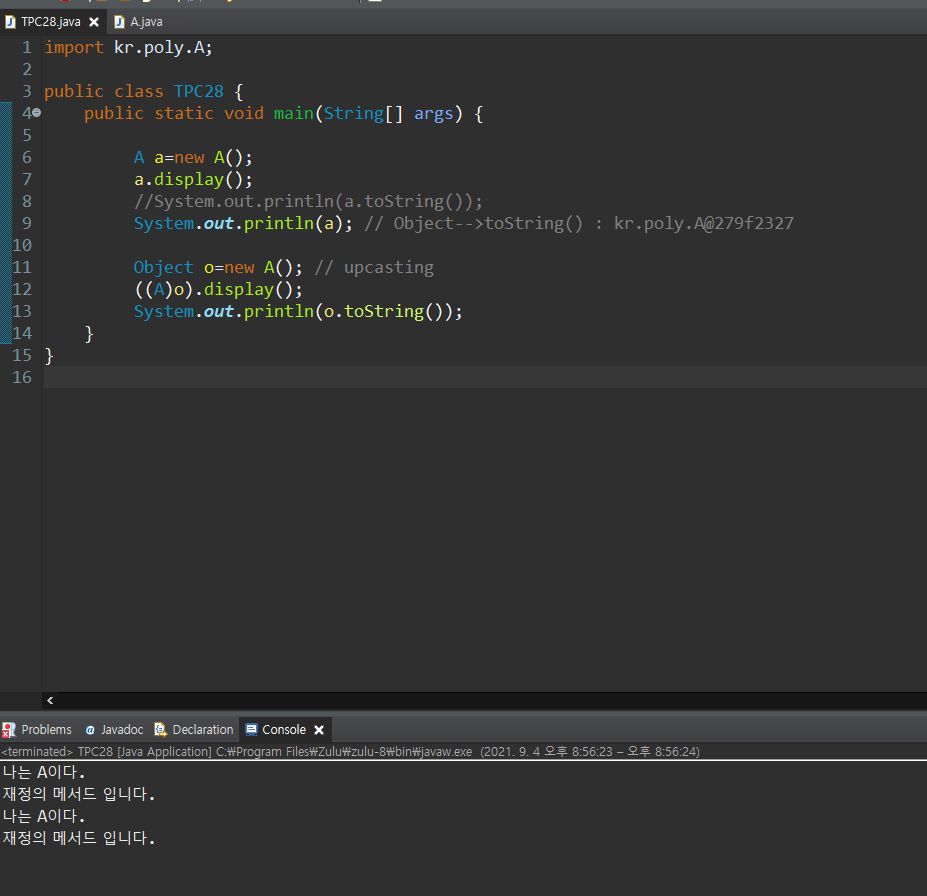 TPC28.java A.java
1 import kr.poly.A;
2
3 public class TPC28 {
4 public static void main(String[] args) {
5
6 A a=new A();
7 a.display();
8 //System.out.println(a.toString());
9 System.out.println(a); // Object-->toString() : kr.poly.A@279f2327
10
11 Object o=new A(); // upcasting
12 ((A)o).display();
13 System.out.println(o.toString());
14 }
15 }
16
Problems Javadoc Declaration Console
<terminated> TPC28 [Java Application] C:₩Program Files₩Zulu₩zulu-8₩bin₩javaw.exe (2021. 9. 4 오후 8:56:23 – 오후 8:56:24)
나는 A이다.
재정의 메서드 입니다.
나는 A이다.
재정의 메서드 입니다.